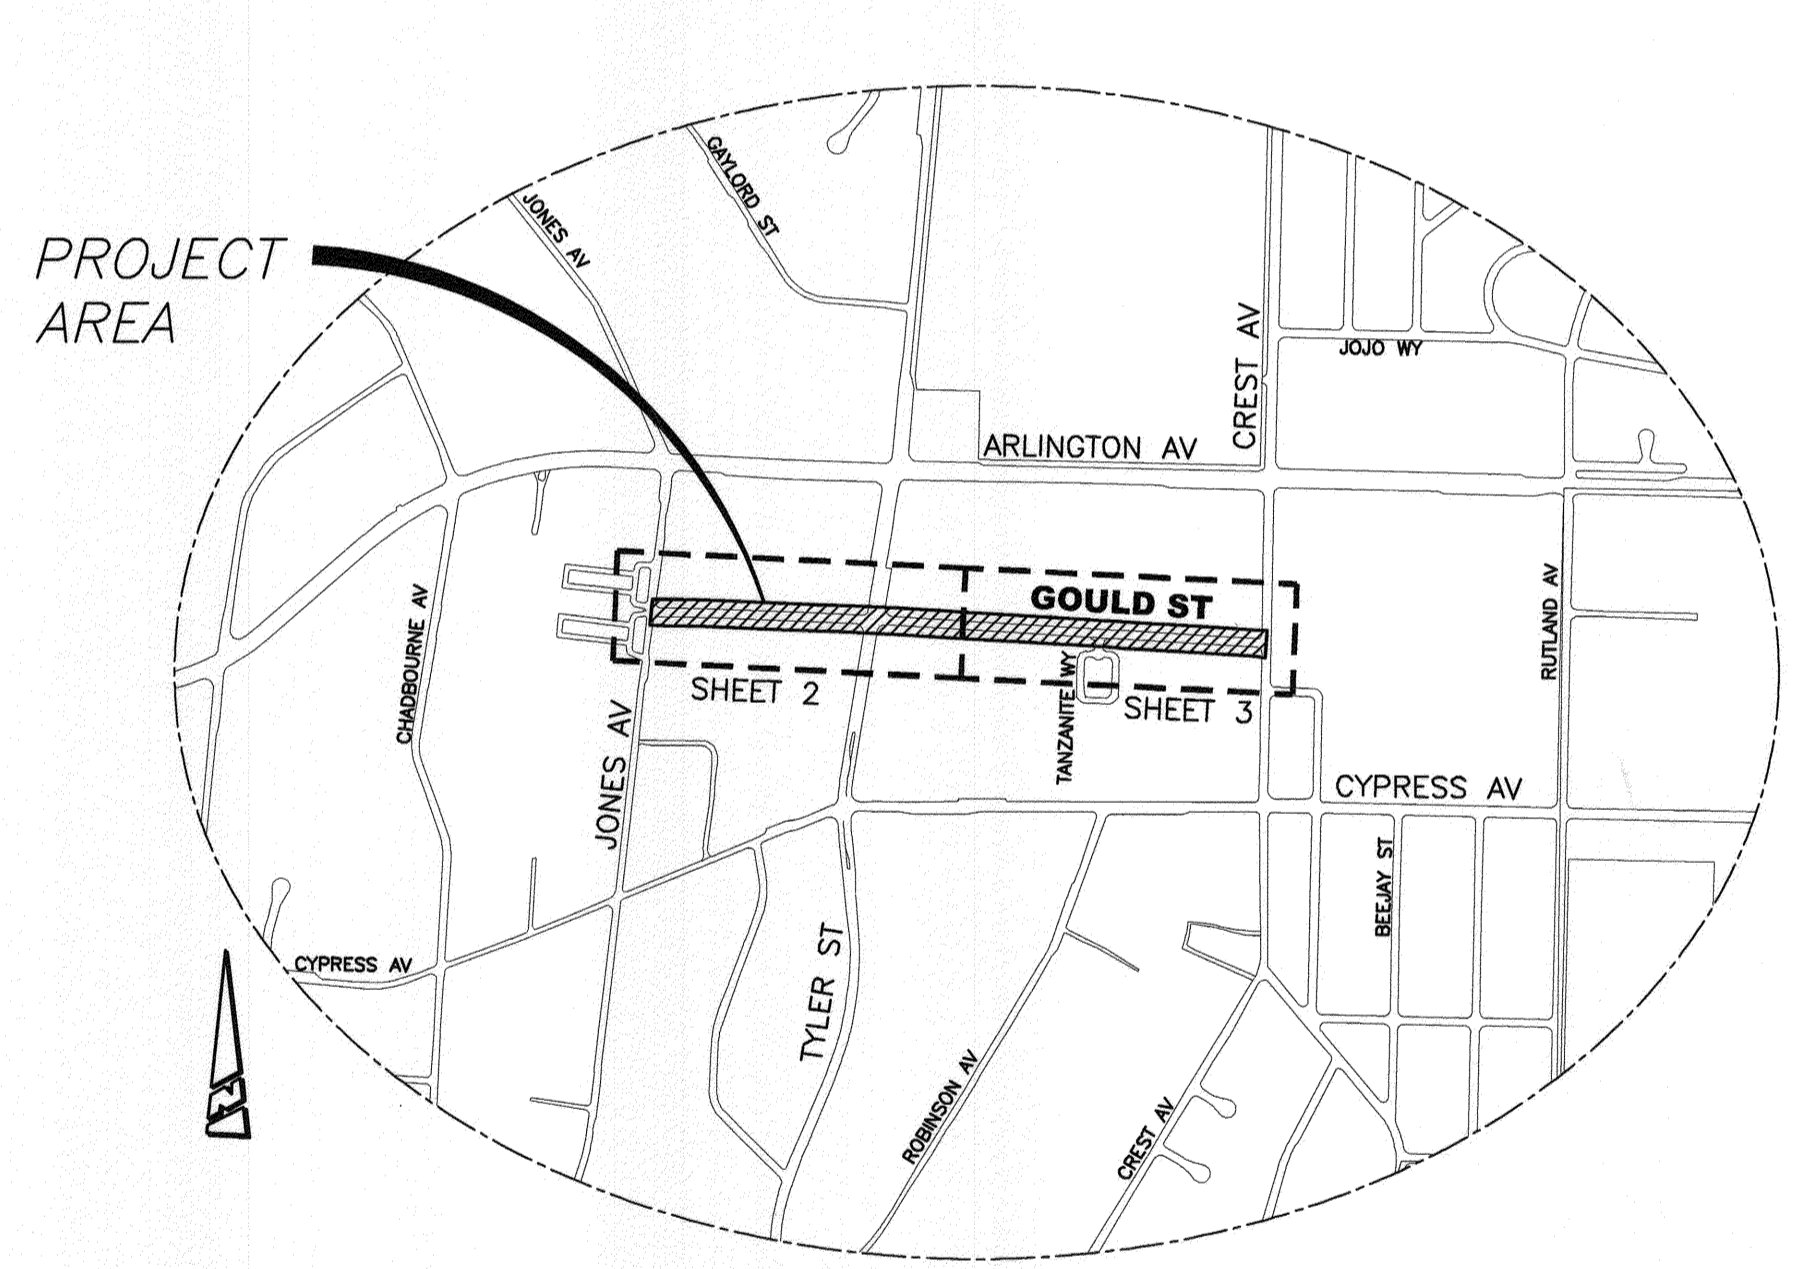 GAYLORD ST
JONES AV
PROJECT
AREA
CREST AV
JOJO WY
ARLINGTON AV
GOULD ST
CHADBOURNE AV
RUTLAND AV
TANZANITE WY
SHEET 2
SHEET 3
JONES AV
CYPRESS AV
BEEJAY ST
CYPRESS AV
TYLER ST
ROBINSON AV
CREST AV
N